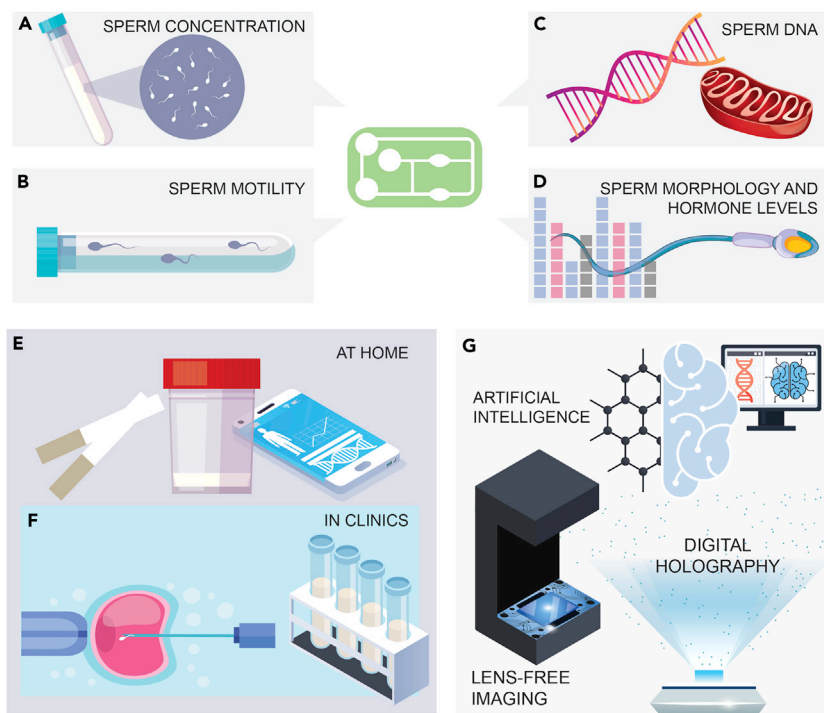 A
SPERM CONCENTRATION
B
SPERM MOTILITY
C
SPERM DNA
D
SPERM MORPHOLOGY AND
HORMONE LEVELS
E
AT HOME
F
IN CLINICS
G
ARTIFICIAL
INTELLIGENCE
DIGITAL
HOLOGRAPHY
LENS-FREE
IMAGING